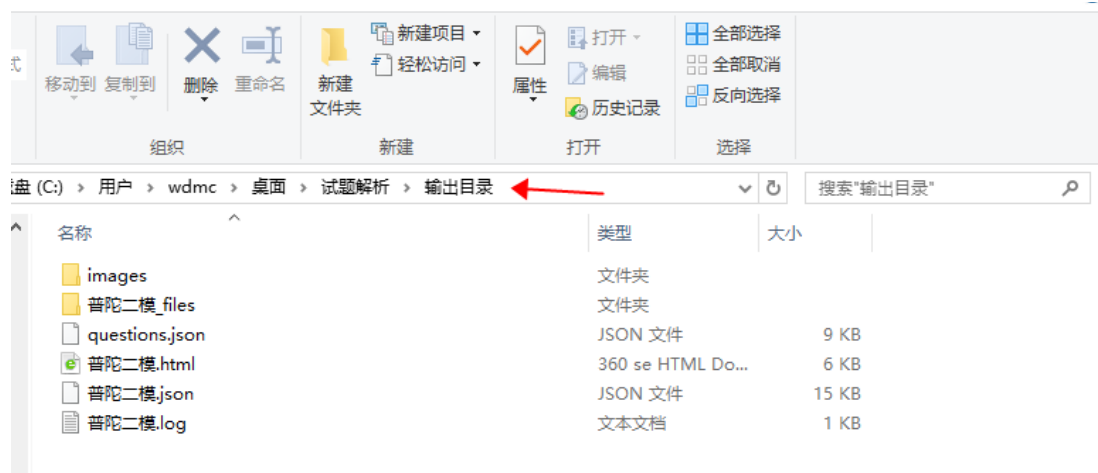 式 移动到 复制到 删除 重命名 新建文件夹 新建项目 轻松访问 属性 打开 编辑 历史记录 全部选择 全部取消 反向选择
组织 新建 打开 选择
盘 (C:) › 用户 › wdmc › 桌面 › 试题解析 › 输出目录 搜索"输出目录"
名称 类型 大小
images 文件夹
普陀二模_files 文件夹
questions.json JSON 文件 9 KB
普陀二模.html 360 se HTML Do... 6 KB
普陀二模.json JSON 文件 15 KB
普陀二模.log 文本文档 1 KB